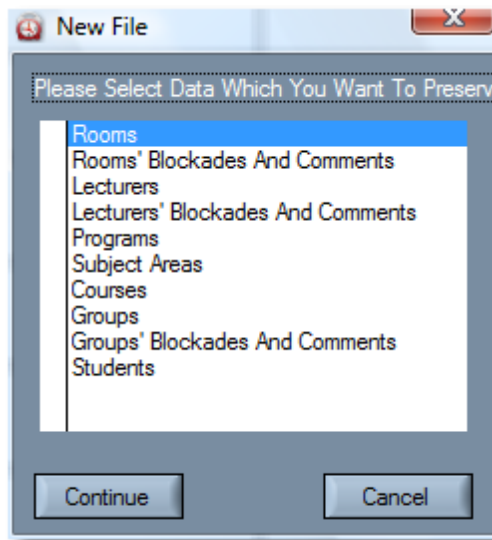 New File
Please Select Data Which You Want To Preserv
Rooms
Rooms' Blockades And Comments
Lecturers
Lecturers' Blockades And Comments
Programs
Subject Areas
Courses
Groups
Groups' Blockades And Comments
Students
Continue
Cancel